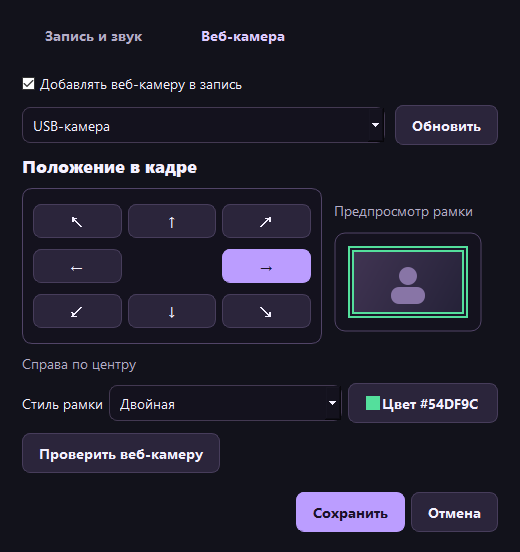 Запись и звук Веб-камера
Добавлять веб-камеру в запись
USB-камера Обновить
Положение в кадре
↖ ↑ ↗
Предпросмотр рамки
← →
↙ ↓ ↘
Справа по центру
Стиль рамки Двойная Цвет #54DF9C
Проверить веб-камеру
Сохранить Отмена